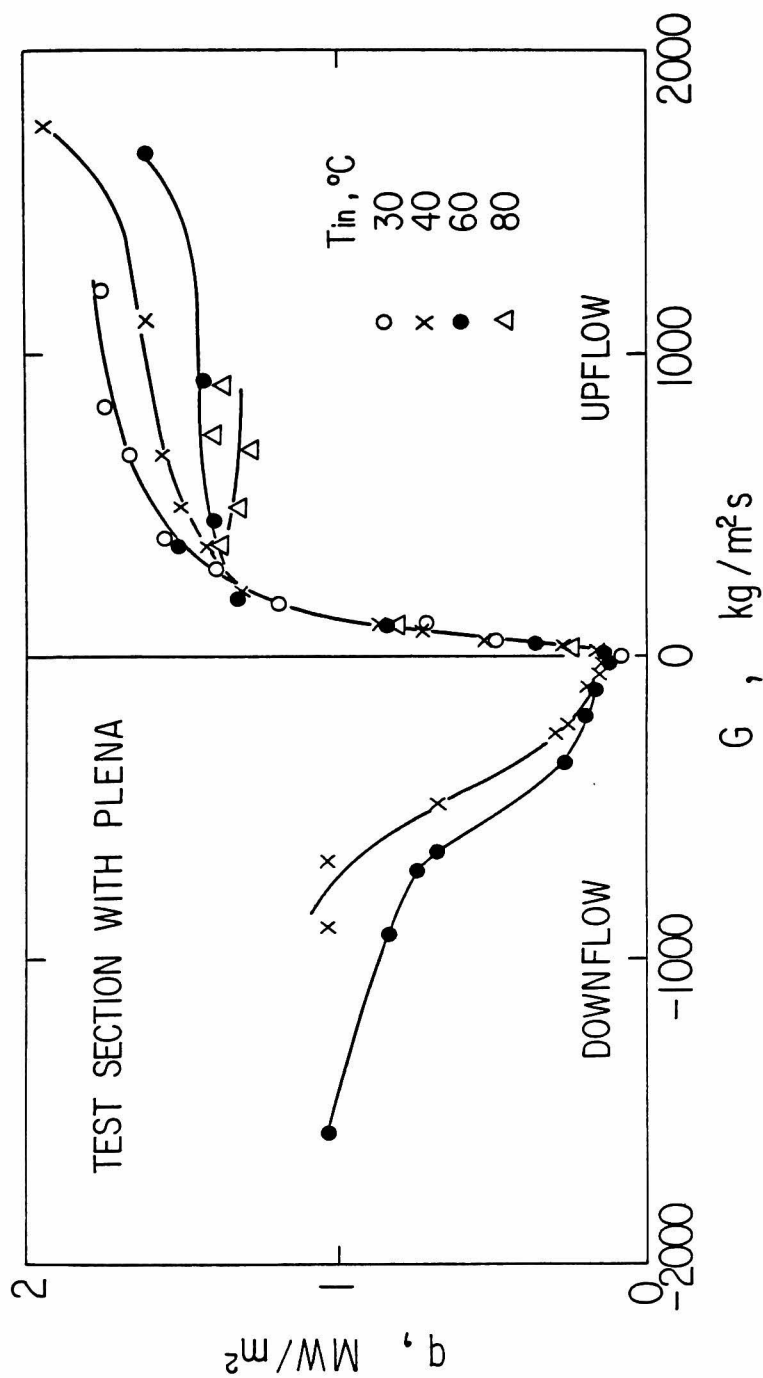 TEST SECTION WITH PLENA
Tin, °C
○ 30
× 40
● 60
△ 80
DOWNFLOW
UPFLOW
q, MW/m²
2
1
0
-2000
-1000
0
1000
2000
G, kg/m²s